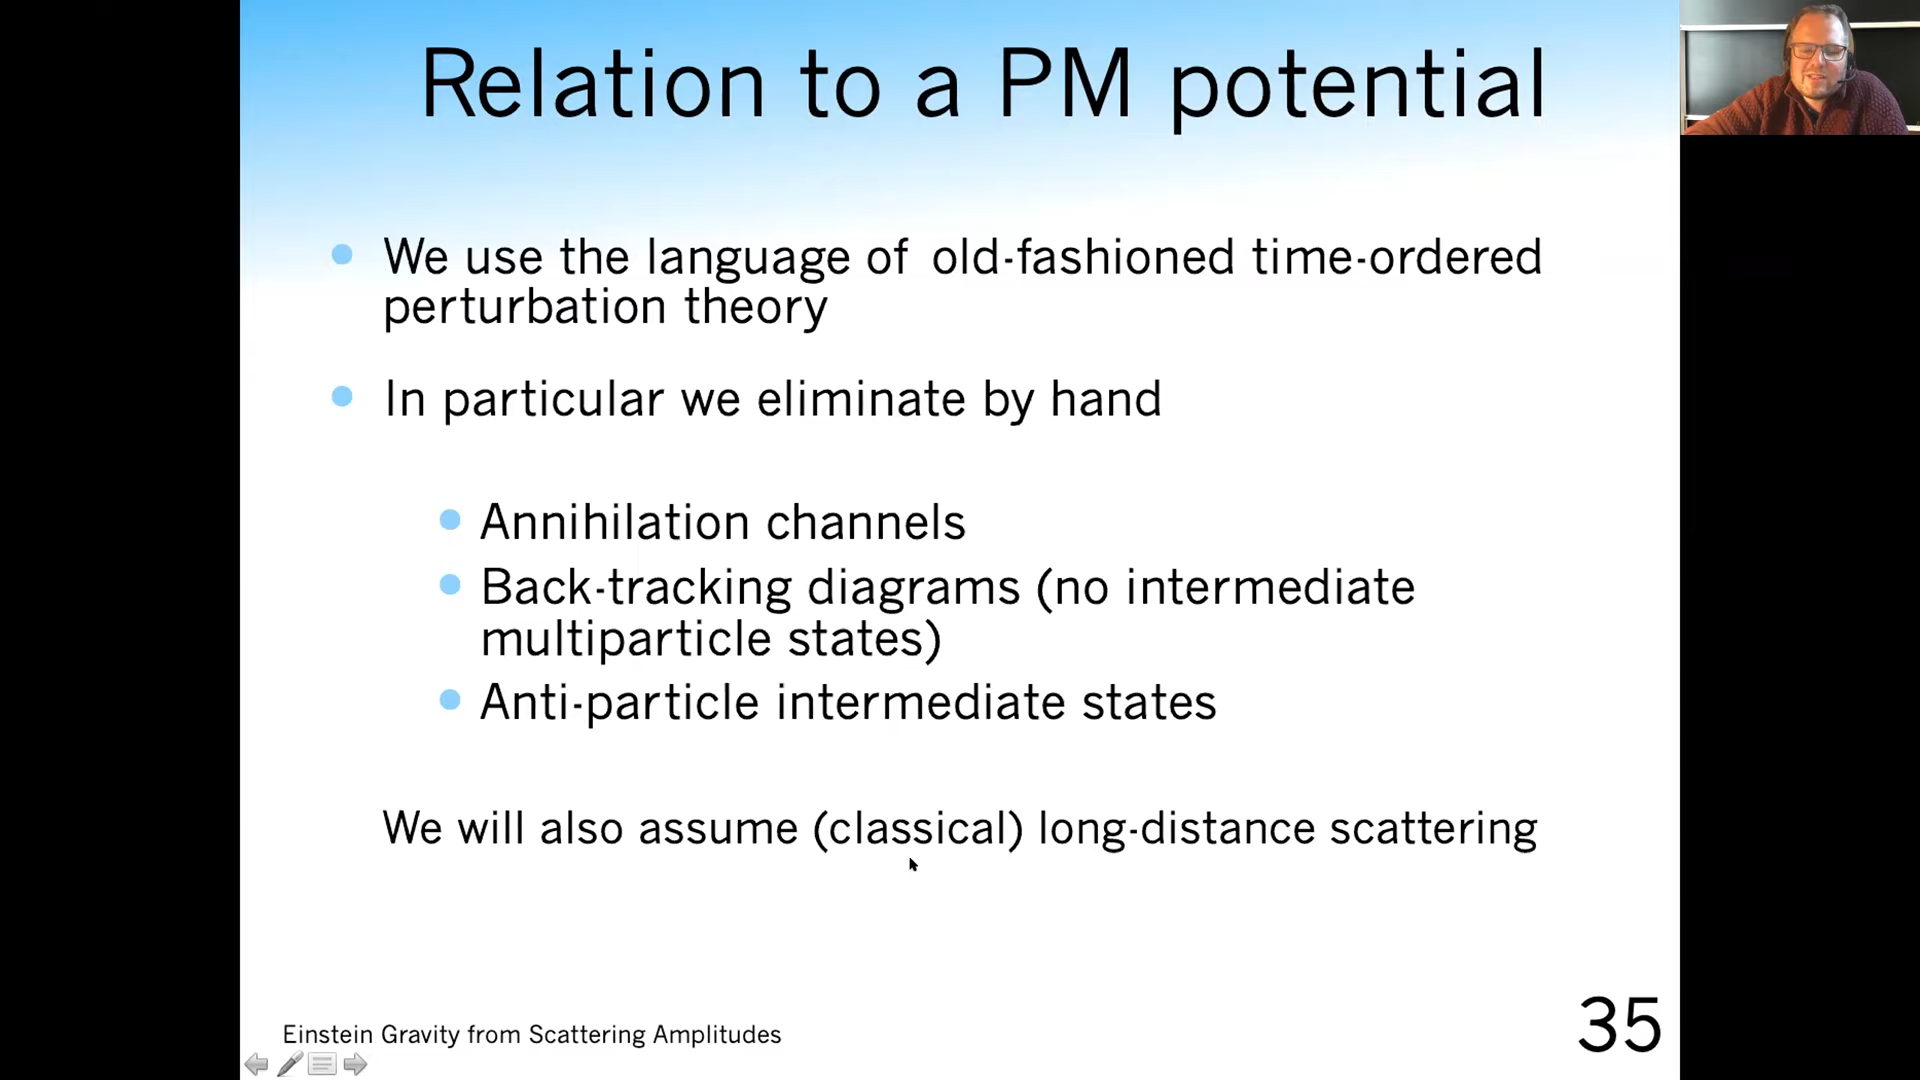 Relation to a PM potential
We use the language of old-fashioned time-ordered
perturbation theory
In particular we eliminate by hand
Annihilation channels
Back-tracking diagrams (no intermediate
multiparticle states)
Anti-particle intermediate states
We will also assume (classical) long-distance scattering
Einstein Gravity from Scattering Amplitudes
35